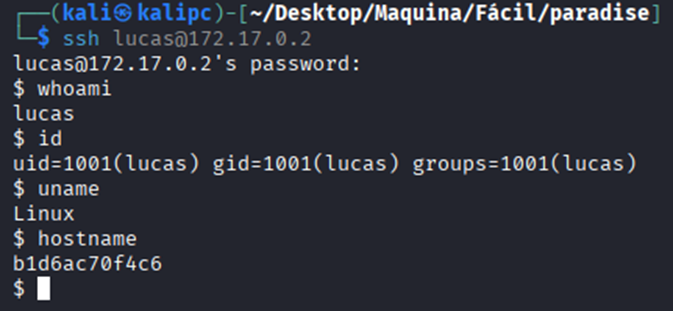 ┌──(kali㉿kalipc)-[~/Desktop/Maquina/Fácil/paradise]
└─$ ssh lucas@172.17.0.2
lucas@172.17.0.2's password:
$ whoami
lucas
$ id
uid=1001(lucas) gid=1001(lucas) groups=1001(lucas)
$ uname
Linux
$ hostname
b1d6ac70f4c6
$